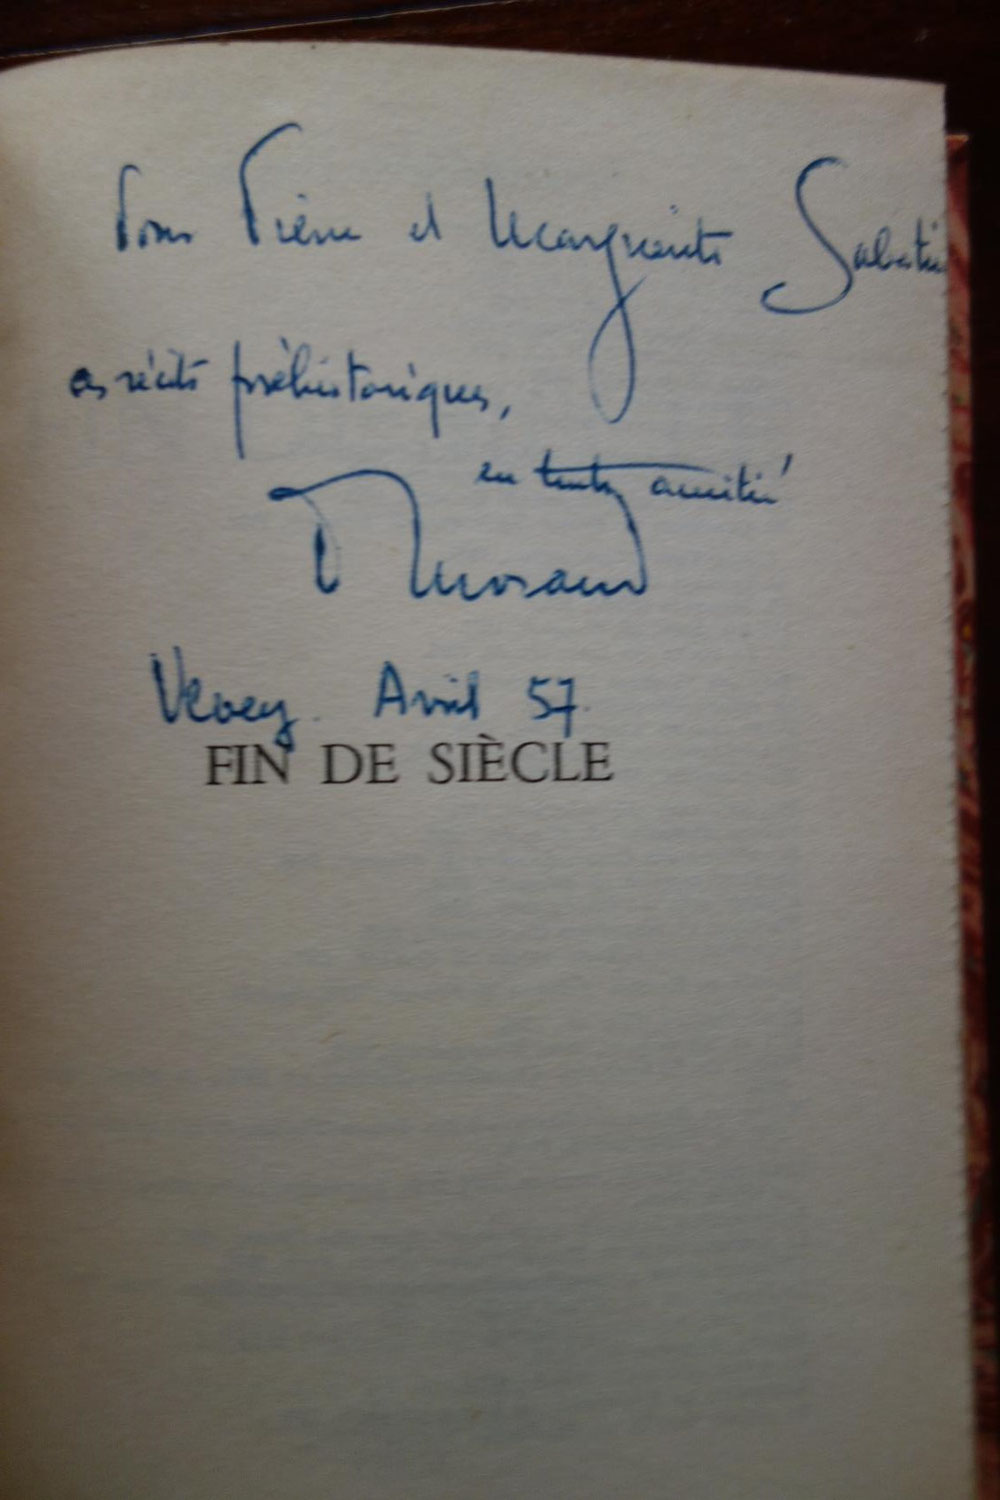 Pour Pierre et Marguerite Sabatier
ces récits préhistoriques,
en toute amitié
P Morand
Vevey. Avril 57.
FIN DE SIÈCLE